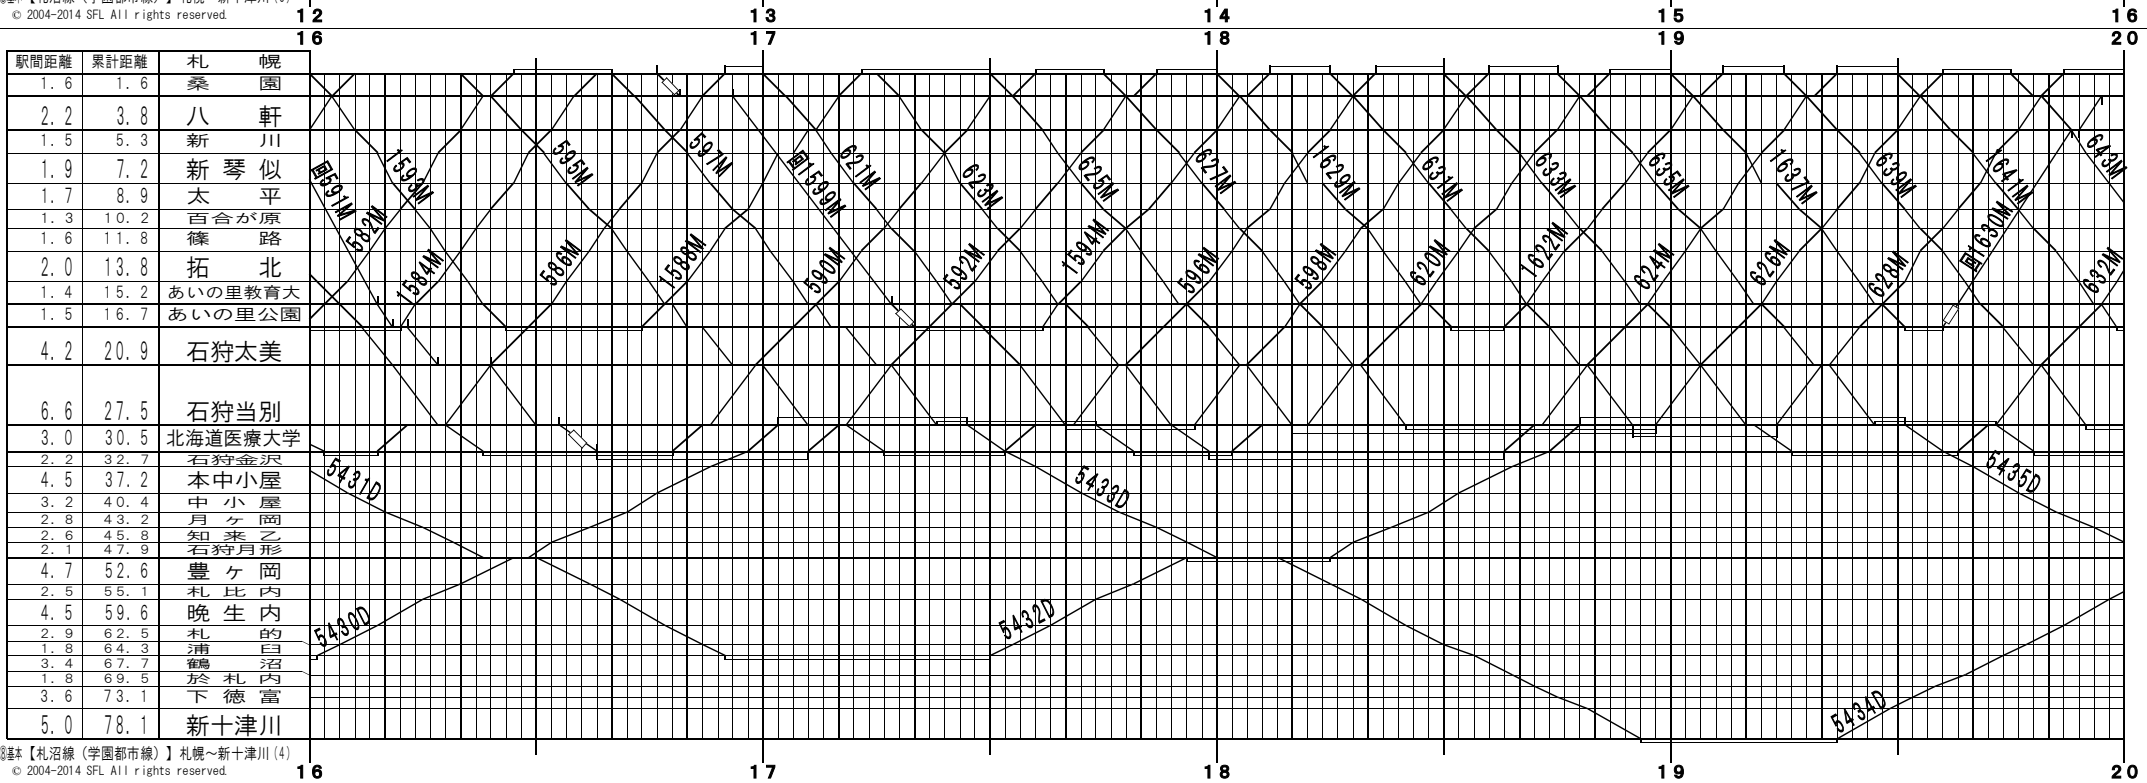 © 2004-2014 SFL All rights reserved.
12 13 14 15 16
16 17 18 19 20
駅間距離 累計距離 札幌
1.6 1.6 桑園
2.2 3.8 八軒
1.5 5.3 新川
1.9 7.2 新琴似
1.7 8.9 太平
1.3 10.2 百合が原
1.6 11.8 篠路
2.0 13.8 拓北
1.4 15.2 あいの里教育大
1.5 16.7 あいの里公園
4.2 20.9 石狩太美
6.6 27.5 石狩当別
3.0 30.5 北海道医療大学
2.2 32.7 石狩金沢
4.5 37.2 本中小屋
3.2 40.4 中小屋
2.8 43.2 月ヶ岡
2.6 45.8 知来乙
2.1 47.9 石狩月形
4.7 52.6 豊ヶ岡
2.5 55.1 札比内
4.5 59.6 晩生内
2.9 62.5 札的
1.8 64.3 浦臼
3.4 67.7 鶴沼
1.8 69.5 於札内
3.6 73.1 下徳富
5.0 78.1 新十津川
回591M
1593M
595M
597M
回1599M
621M
623M
625M
627M
1629M
631M
633M
635M
1637M
639M
1641M
643M
582M
1584M
586M
1588M
590M
592M
1594M
596M
598M
620M
1622M
624M
626M
628M
回1630M
632M
5431D
5433D
5435D
5430D
5432D
5434D
基本【札沼線（学園都市線）】札幌～新十津川(4)
© 2004-2014 SFL All rights reserved.
16 17 18 19 20